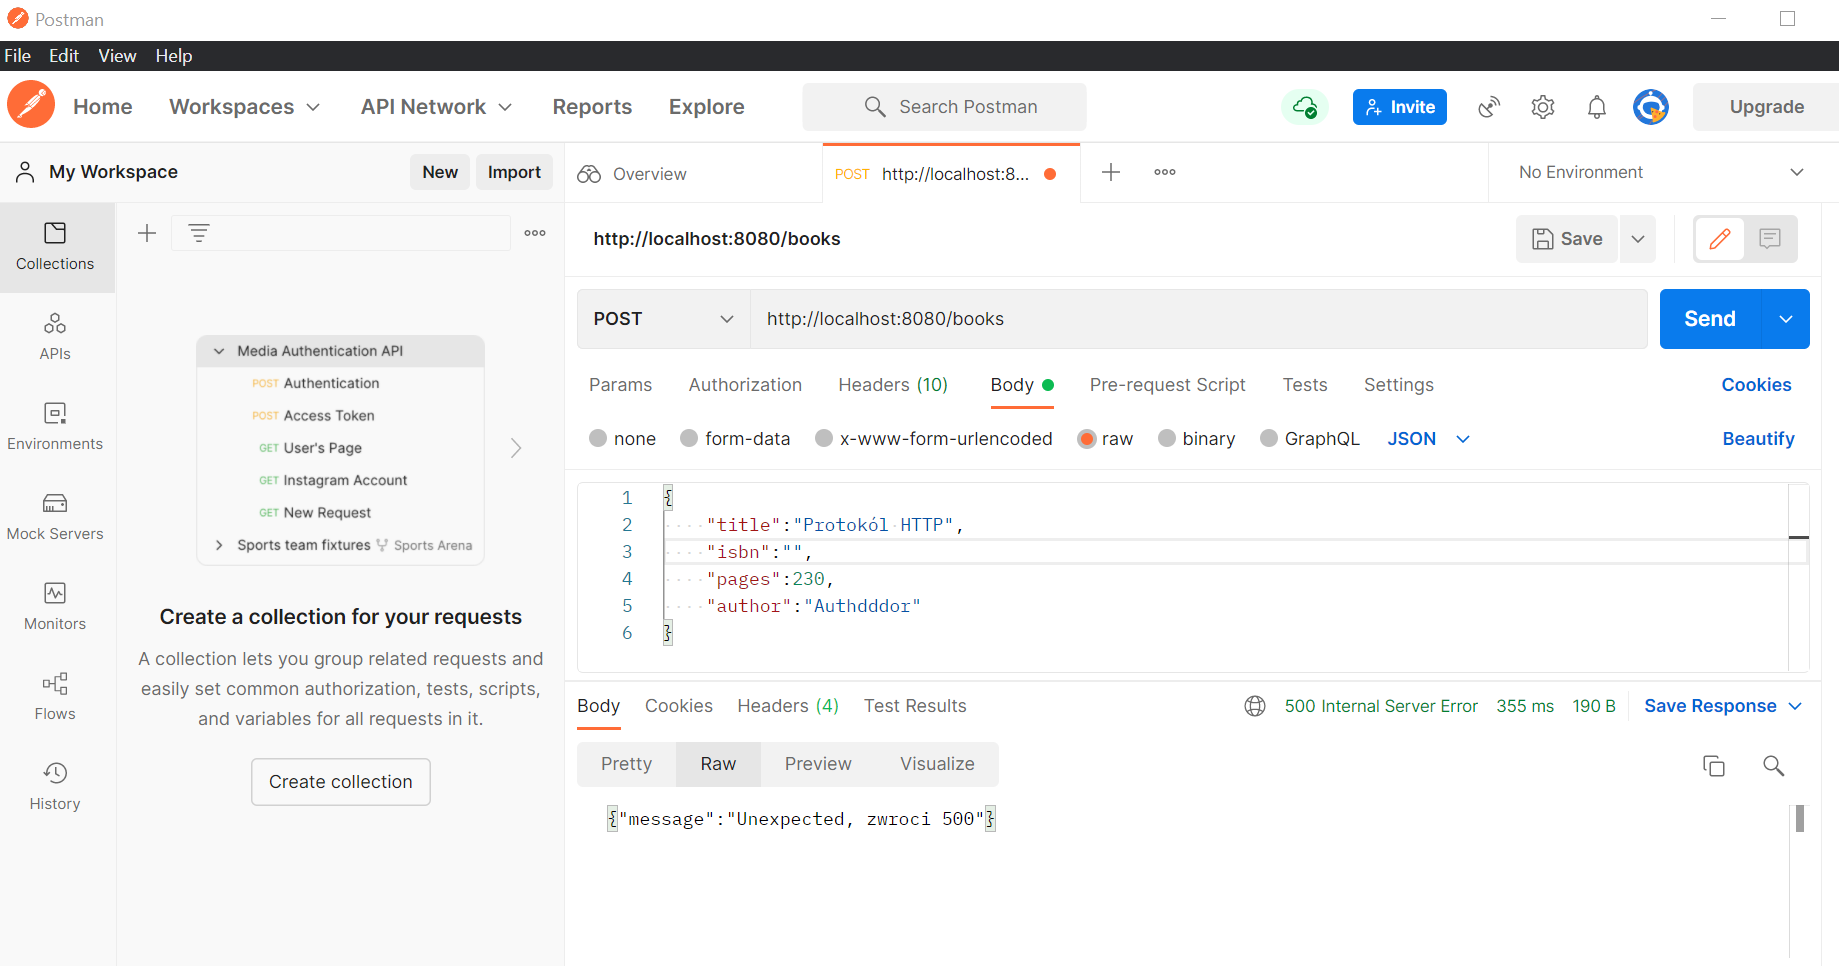 Postman
File Edit View Help
Home Workspaces API Network Reports Explore Search Postman Invite Upgrade
My Workspace New Import Overview POST http://localhost:8... No Environment
Collections
http://localhost:8080/books Save
APIs
Environments
Mock Servers
Monitors
Flows
History
Media Authentication API
POST Authentication
POST Access Token
GET User's Page
GET Instagram Account
GET New Request
Sports team fixtures Sports Arena
Create a collection for your requests
A collection lets you group related requests and
easily set common authorization, tests, scripts,
and variables for all requests in it.
Create collection
POST http://localhost:8080/books Send
Params Authorization Headers (10) Body Pre-request Script Tests Settings Cookies
none form-data x-www-form-urlencoded raw binary GraphQL JSON Beautify
1 {
2 "title":"Protokól HTTP",
3 "isbn":"",
4 "pages":230,
5 "author":"Authdddor"
6 }
Body Cookies Headers (4) Test Results 500 Internal Server Error 355 ms 190 B Save Response
Pretty Raw Preview Visualize
{"message":"Unexpected, zwroci 500"}